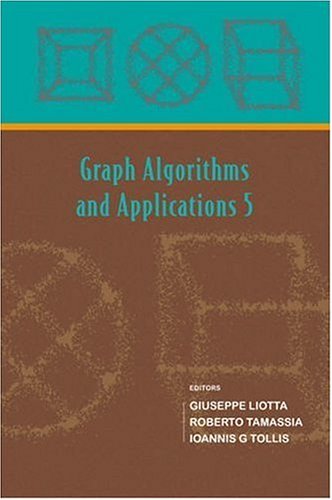 Graph Algorithms
and Applications 5
EDITORS
GIUSEPPE LIOTTA
ROBERTO TAMASSIA
IOANNIS G TOLLIS